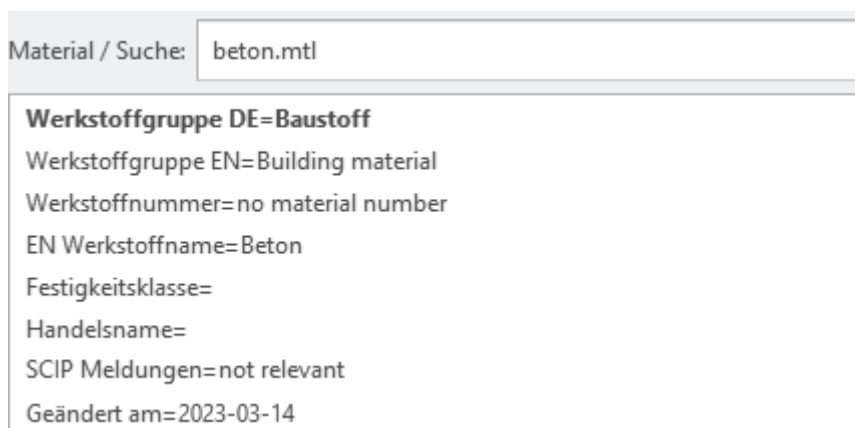 Material / Suche: beton.mtl
Werkstoffgruppe DE=Baustoff
Werkstoffgruppe EN=Building material
Werkstoffnummer=no material number
EN Werkstoffname=Beton
Festigkeitsklasse=
Handelsname=
SCIP Meldungen=not relevant
Geändert am=2023-03-14